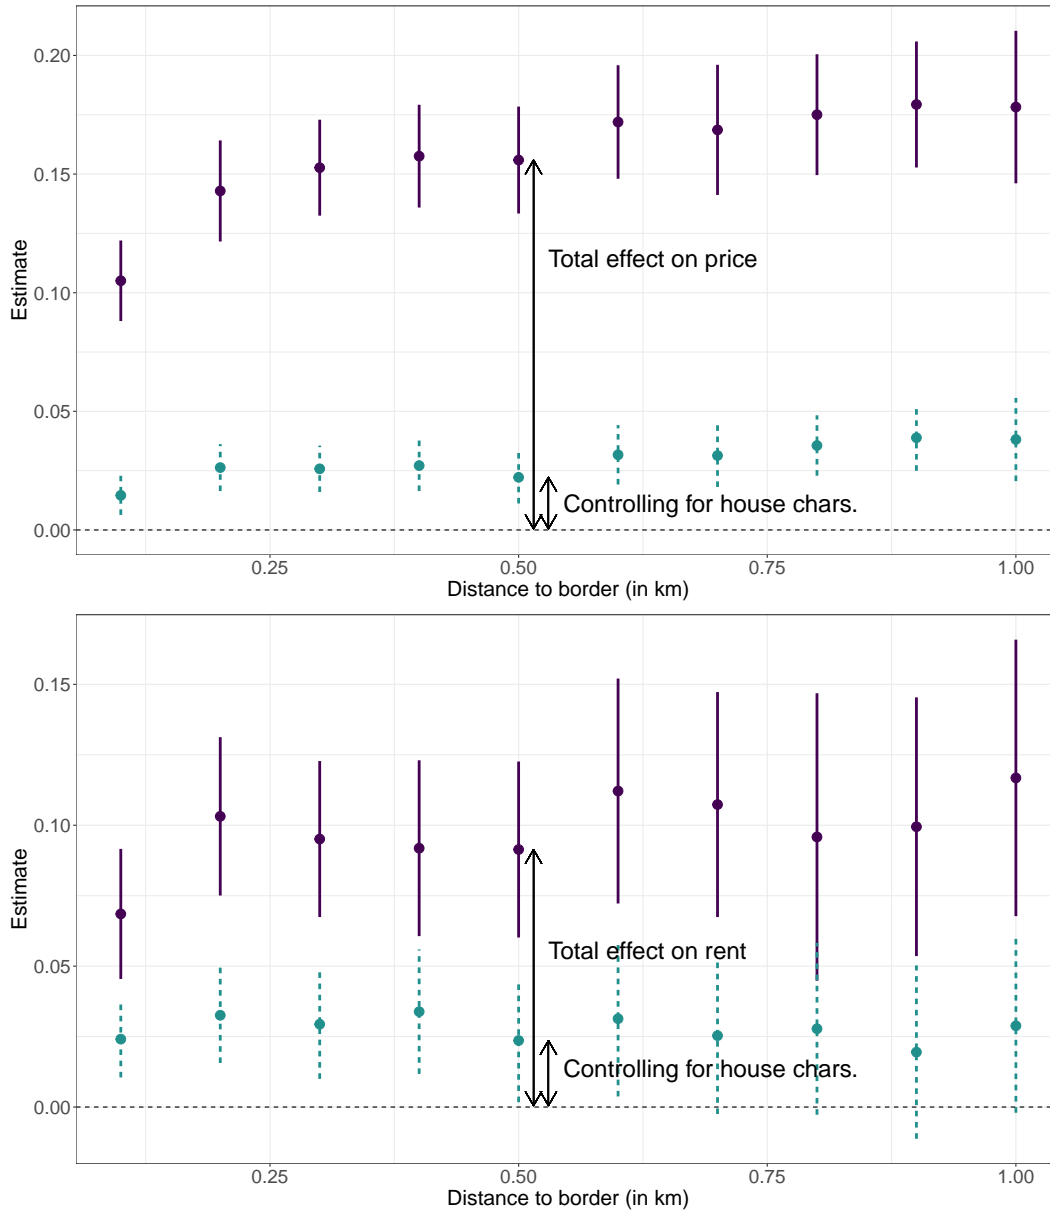 0.20
0.15
0.10
0.05
0.00
Estimate
Total effect on price
Controlling for house chars.
0.25 0.50 0.75 1.00
Distance to border (in km)
0.15
0.10
0.05
0.00
Estimate
Total effect on rent
Controlling for house chars.
0.25 0.50 0.75 1.00
Distance to border (in km)